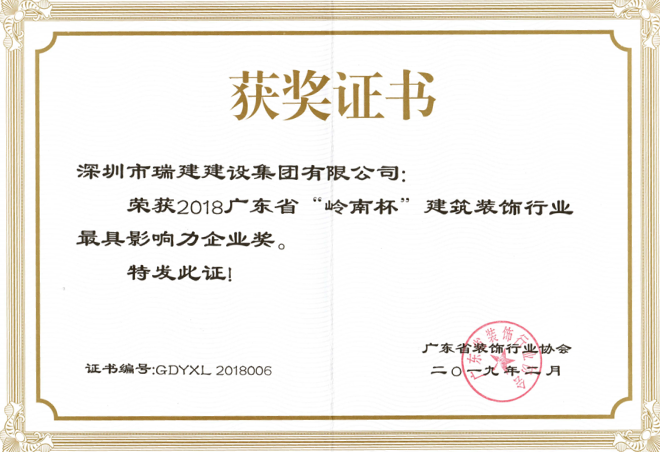 获奖证书
深圳市瑞建建设集团有限公司:
荣获2018广东省“岭南杯”建筑装饰行业
最具影响力企业奖。
特发此证!
广东省装饰行业协会
证书编号:GDYXL 2018006
二〇一九年二月
广东省装饰行业协会